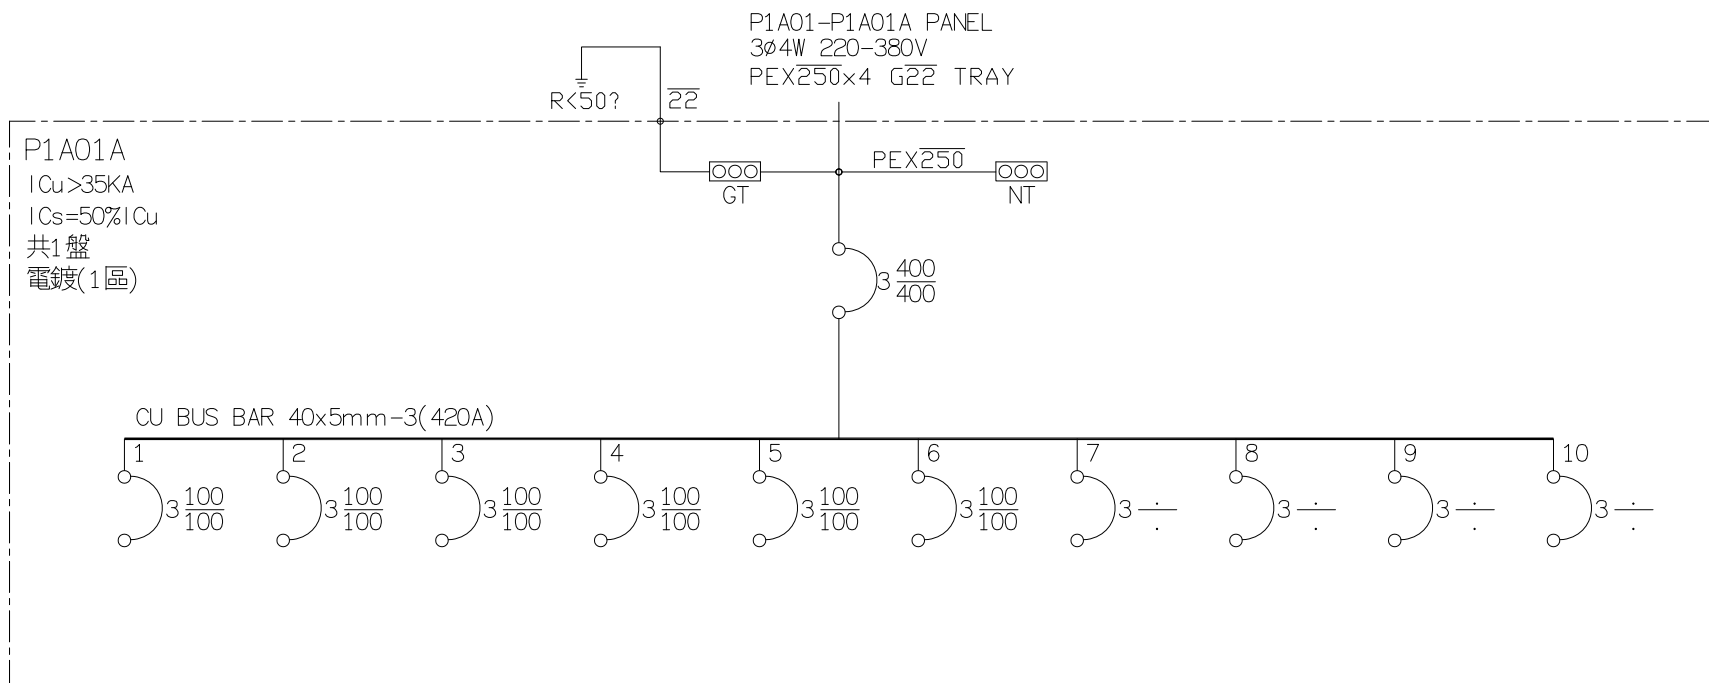 P1A01-P1A01A PANEL
3ø4W 220-380V
PEX250x4 G22 TRAY
R<50?
22
P1A01A
ICu>35KA
ICs=50%ICu
共1盤
電鍍(1區)
GT
PEX250
NT
3 400
400
CU BUS BAR 40x5mm-3(420A)
1 2 3 4 5 6 7 8 9 10
3 100 3 100 3 100 3 100 3 100 3 100 3 . 3 . 3 . 3 .
100 100 100 100 100 100 . . . .